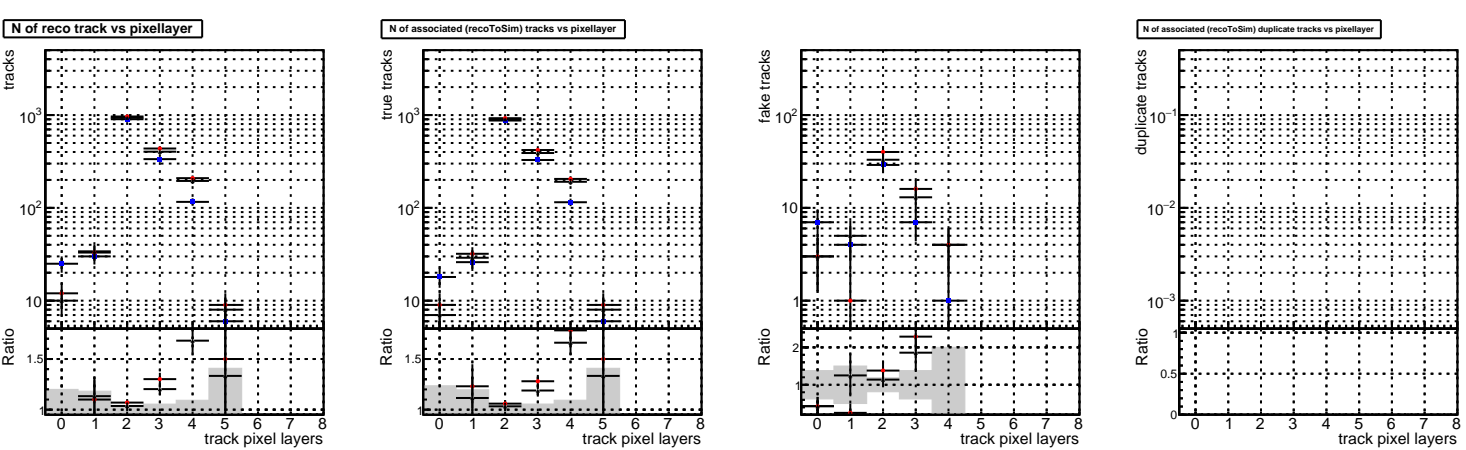 N of reco track vs pixellayer
tracks
10³
10²
10
Ratio
1.5
1
0 1 2 3 4 5 6 7 8
track pixel layers
N of associated (recoToSim) tracks vs pixellayer
true tracks
10³
10²
10
Ratio
1.5
1
0 1 2 3 4 5 6 7 8
track pixel layers
fake tracks
10²
10
1
Ratio
2
1
0 1 2 3 4 5 6 7 8
track pixel layers
N of associated (recoToSim) duplicate tracks vs pixellayer
duplicate tracks
10⁻¹
10⁻²
10⁻³
Ratio
1
0.5
0
0 1 2 3 4 5 6 7 8
track pixel layers